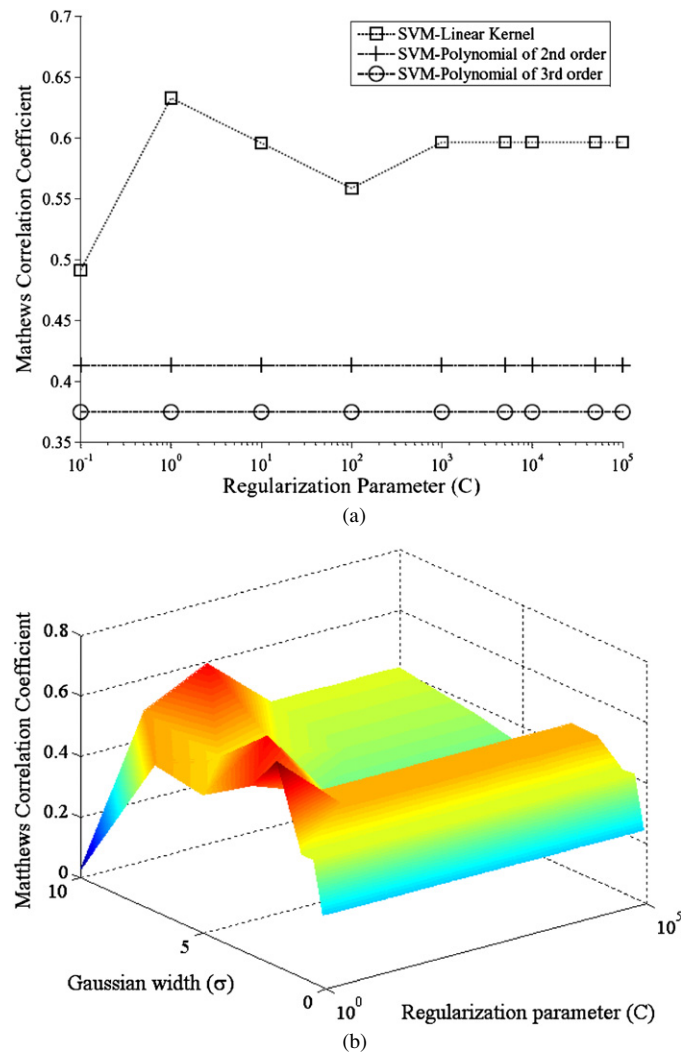 0.7
0.65
0.6
0.55
0.5
0.45
0.4
0.35
Mathews Correlation Coefficient
SVM-Linear Kernel
SVM-Polynomial of 2nd order
SVM-Polynomial of 3rd order
10^-1 10^0 10^1 10^2 10^3 10^4 10^5
Regularization Parameter (C)
(a)
Matthews Correlation Coefficient
0.8
0.6
0.4
0.2
0
10
5
0
10^0
10^5
Gaussian width (σ)
Regularization parameter (C)
(b)